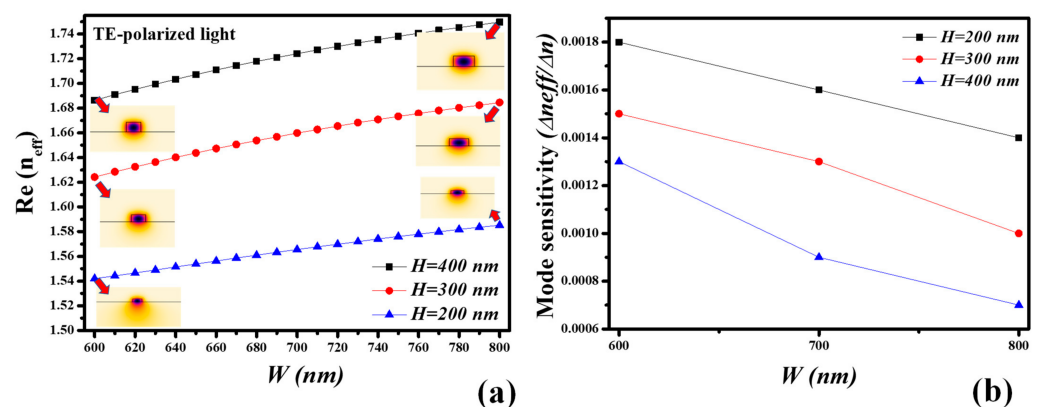 TE-polarized light
Re (n_eff)
1.74
1.70
1.68
1.66
1.64
1.62
1.60
1.58
1.56
1.54
1.52
1.50
H=400 nm
H=300 nm
H=200 nm
600 620 640 660 680 700 720 740 760 780 800
W (nm)
(a)
Mode sensitivity (Δneff/Δn)
0.0018
0.0016
0.0014
0.0012
0.0010
0.0008
0.0006
H=200 nm
H=300 nm
H=400 nm
600 700 800
W (nm)
(b)